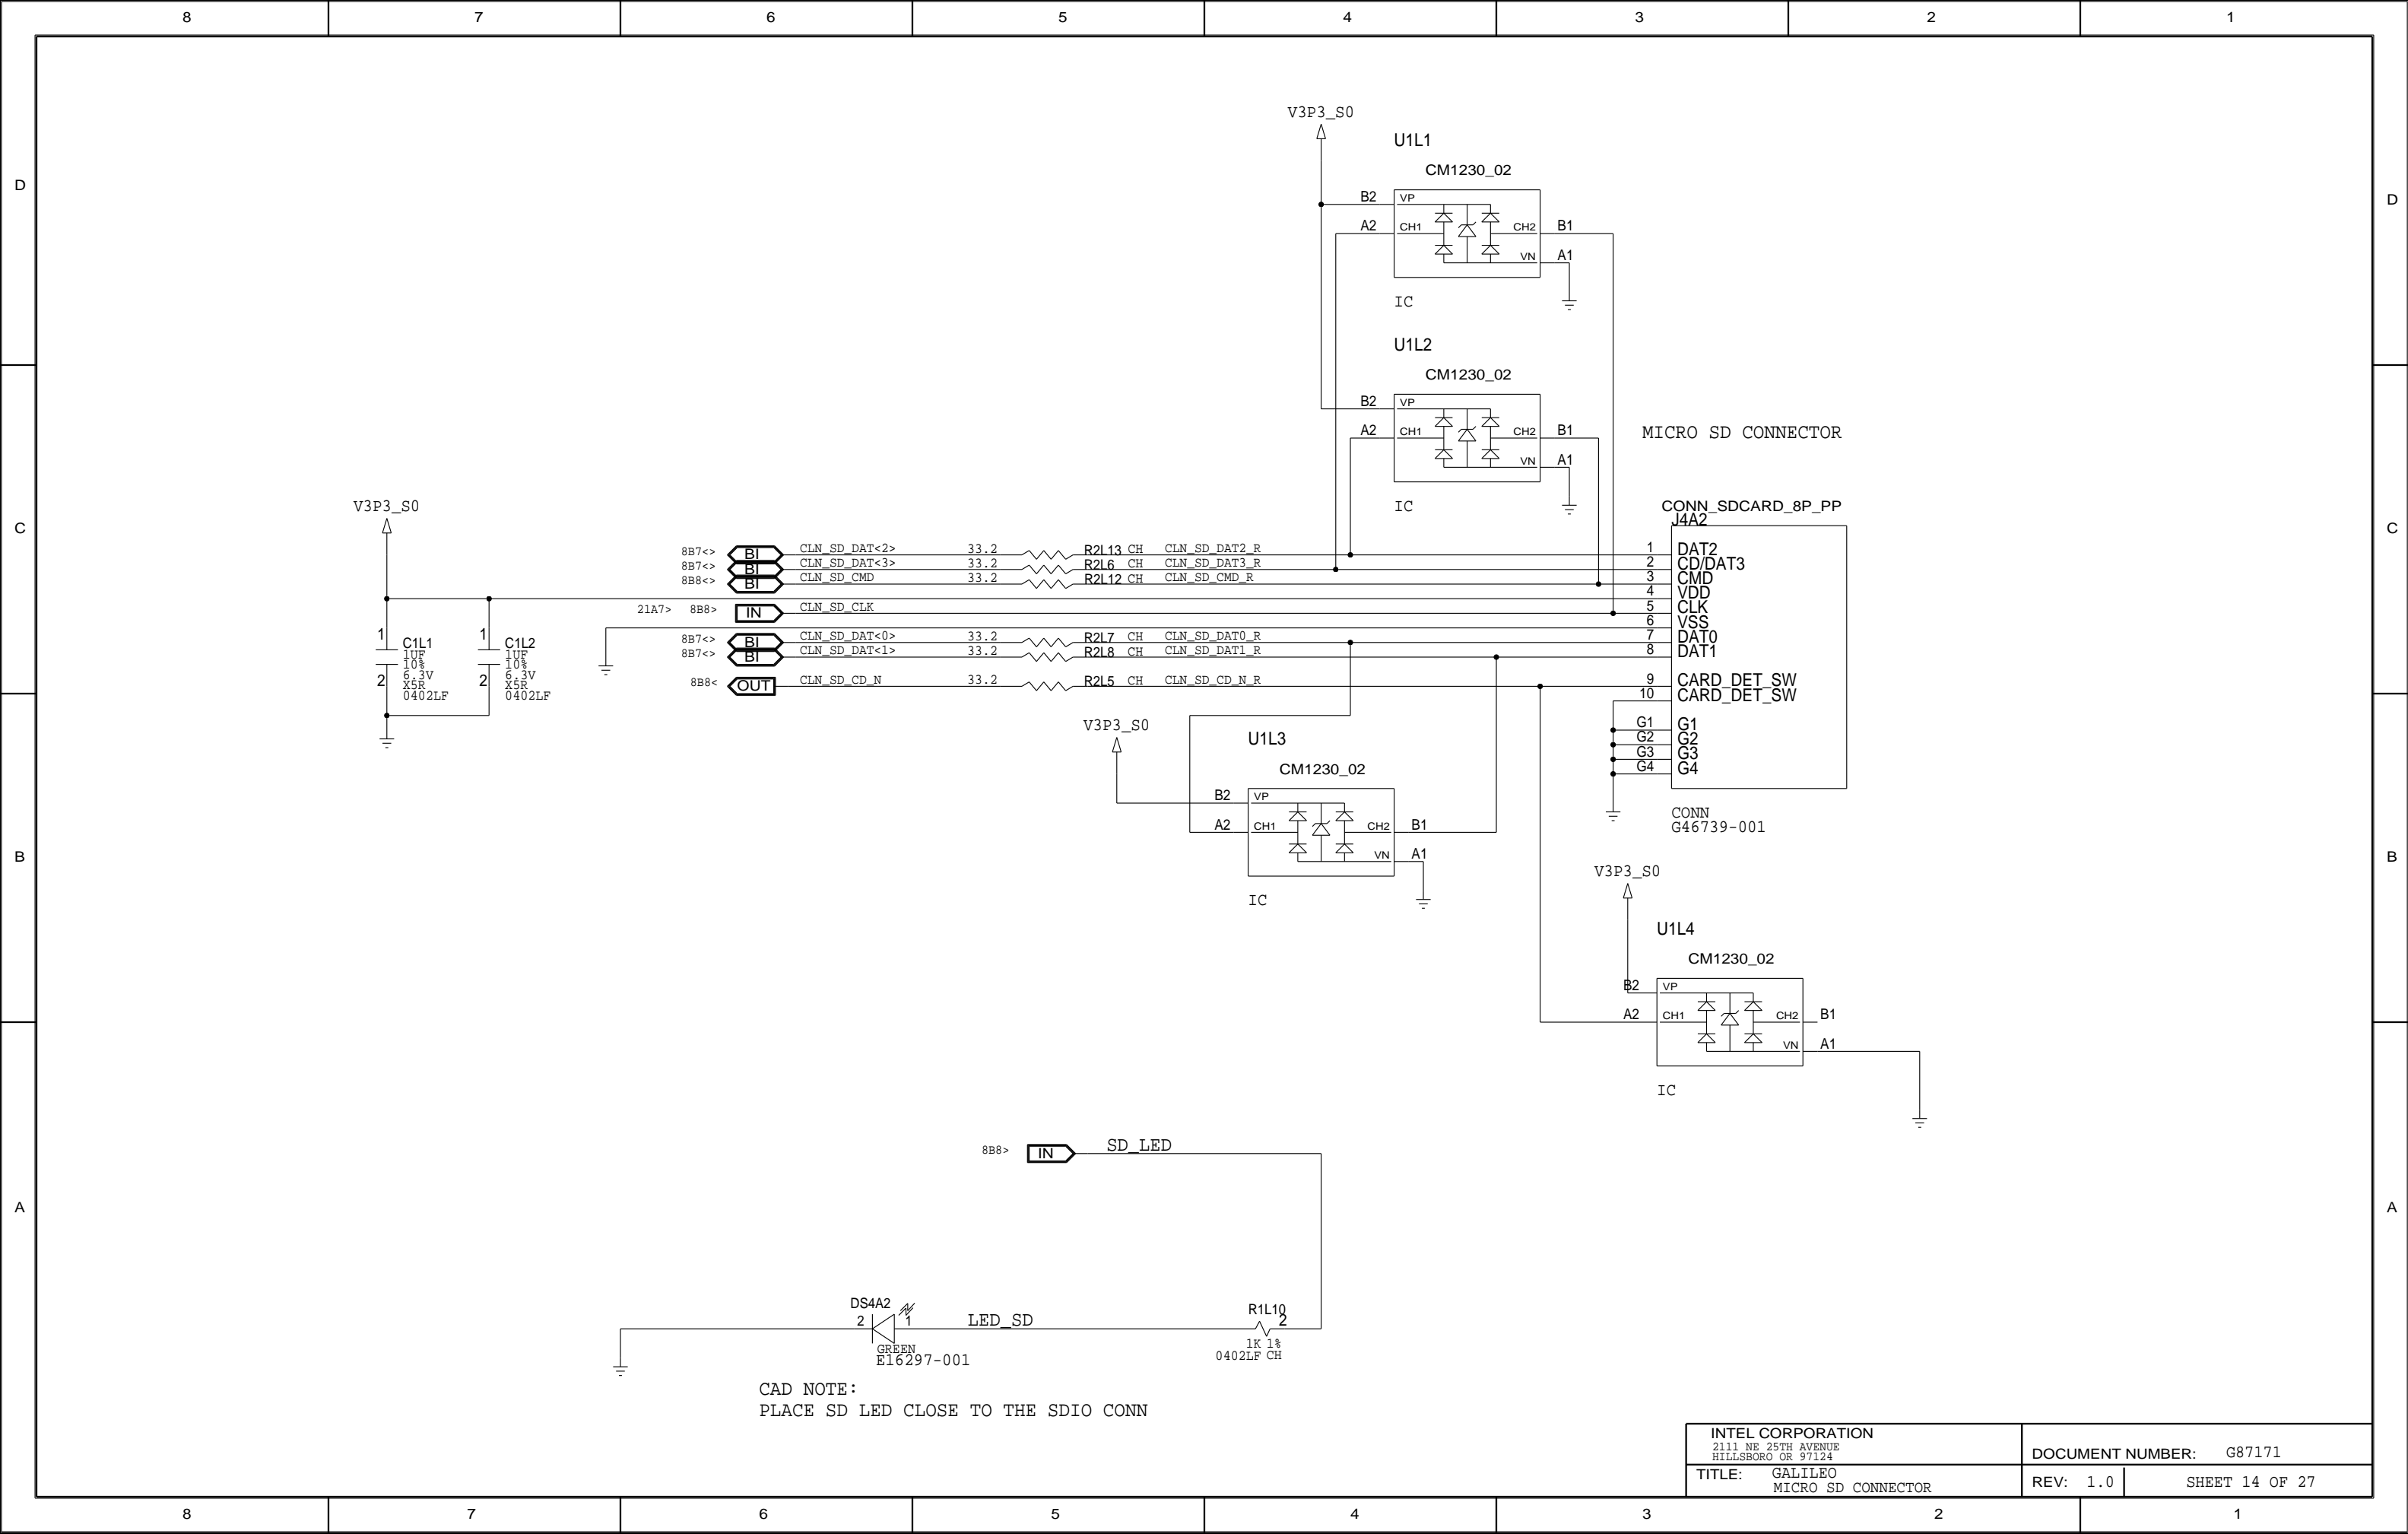 8 7 6 5 4 3 2 1
D
D
V3P3_S0
U1L1
CM1230_02
B2 VP
A2 CH1 CH2 B1
VN A1
IC
U1L2
CM1230_02
B2 VP
A2 CH1 CH2 B1
VN A1
IC
MICRO SD CONNECTOR
C
C
V3P3_S0
CONN_SDCARD_8P_PP
J4A2
8B7<> BI CLN_SD_DAT<2> 33.2 R2L13 CH CLN_SD_DAT2_R 1 DAT2
8B7<> BI CLN_SD_DAT<3> 33.2 R2L6 CH CLN_SD_DAT3_R 2 CD/DAT3
8B8<> BI CLN_SD_CMD 33.2 R2L12 CH CLN_SD_CMD_R 3 CMD
4 VDD
21A7> 8B8> IN CLN_SD_CLK 5 CLK
6 VSS
8B7<> BI CLN_SD_DAT<0> 33.2 R2L7 CH CLN_SD_DAT0_R 7 DAT0
8B7<> BI CLN_SD_DAT<1> 33.2 R2L8 CH CLN_SD_DAT1_R 8 DAT1
8B8< OUT CLN_SD_CD_N 33.2 R2L5 CH CLN_SD_CD_N_R 9 CARD_DET_SW
10 CARD_DET_SW
G1 G1
G2 G2
G3 G3
G4 G4
CONN
G46739-001
1 C1L1
1UF
10%
6.3V
2 X5R
0402LF
1 C1L2
1UF
10%
6.3V
2 X5R
0402LF
V3P3_S0
U1L3
CM1230_02
B2 VP
A2 CH1 CH2 B1
VN A1
IC
B
B
V3P3_S0
U1L4
CM1230_02
B2 VP
A2 CH1 CH2 B1
VN A1
IC
8B8> IN SD_LED
A
A
DS4A2
2 1 LED_SD
GREEN
E16297-001
R1L10
2
1K 1%
0402LF CH
CAD NOTE:
PLACE SD LED CLOSE TO THE SDIO CONN
INTEL CORPORATION
2111 NE 25TH AVENUE
HILLSBORO OR 97124
DOCUMENT NUMBER: G87171
TITLE: GALILEO
MICRO SD CONNECTOR
REV: 1.0
SHEET 14 OF 27
8 7 6 5 4 3 2 1